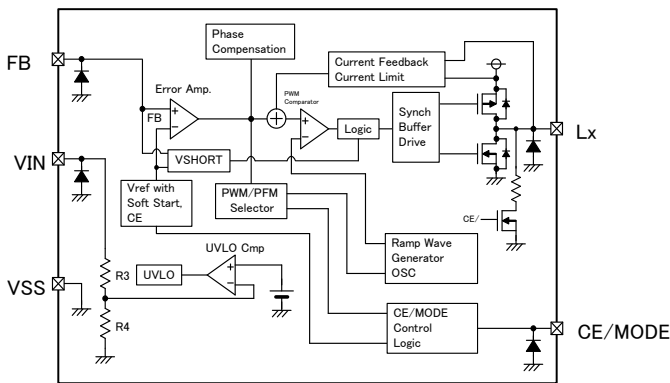 Phase
Compensation
Current Feedback
Current Limit
FB
Error Amp.
FB
+
−
PWM
Comparator
+
−
Logic
Synch
Buffer
Drive
Lx
VIN
VSHORT
Vref with
Soft Start,
CE
PWM/PFM
Selector
CE/
UVLO Cmp
Ramp Wave
Generator
OSC
R3
UVLO
+
−
VSS
R4
CE/MODE
Control
Logic
CE/MODE